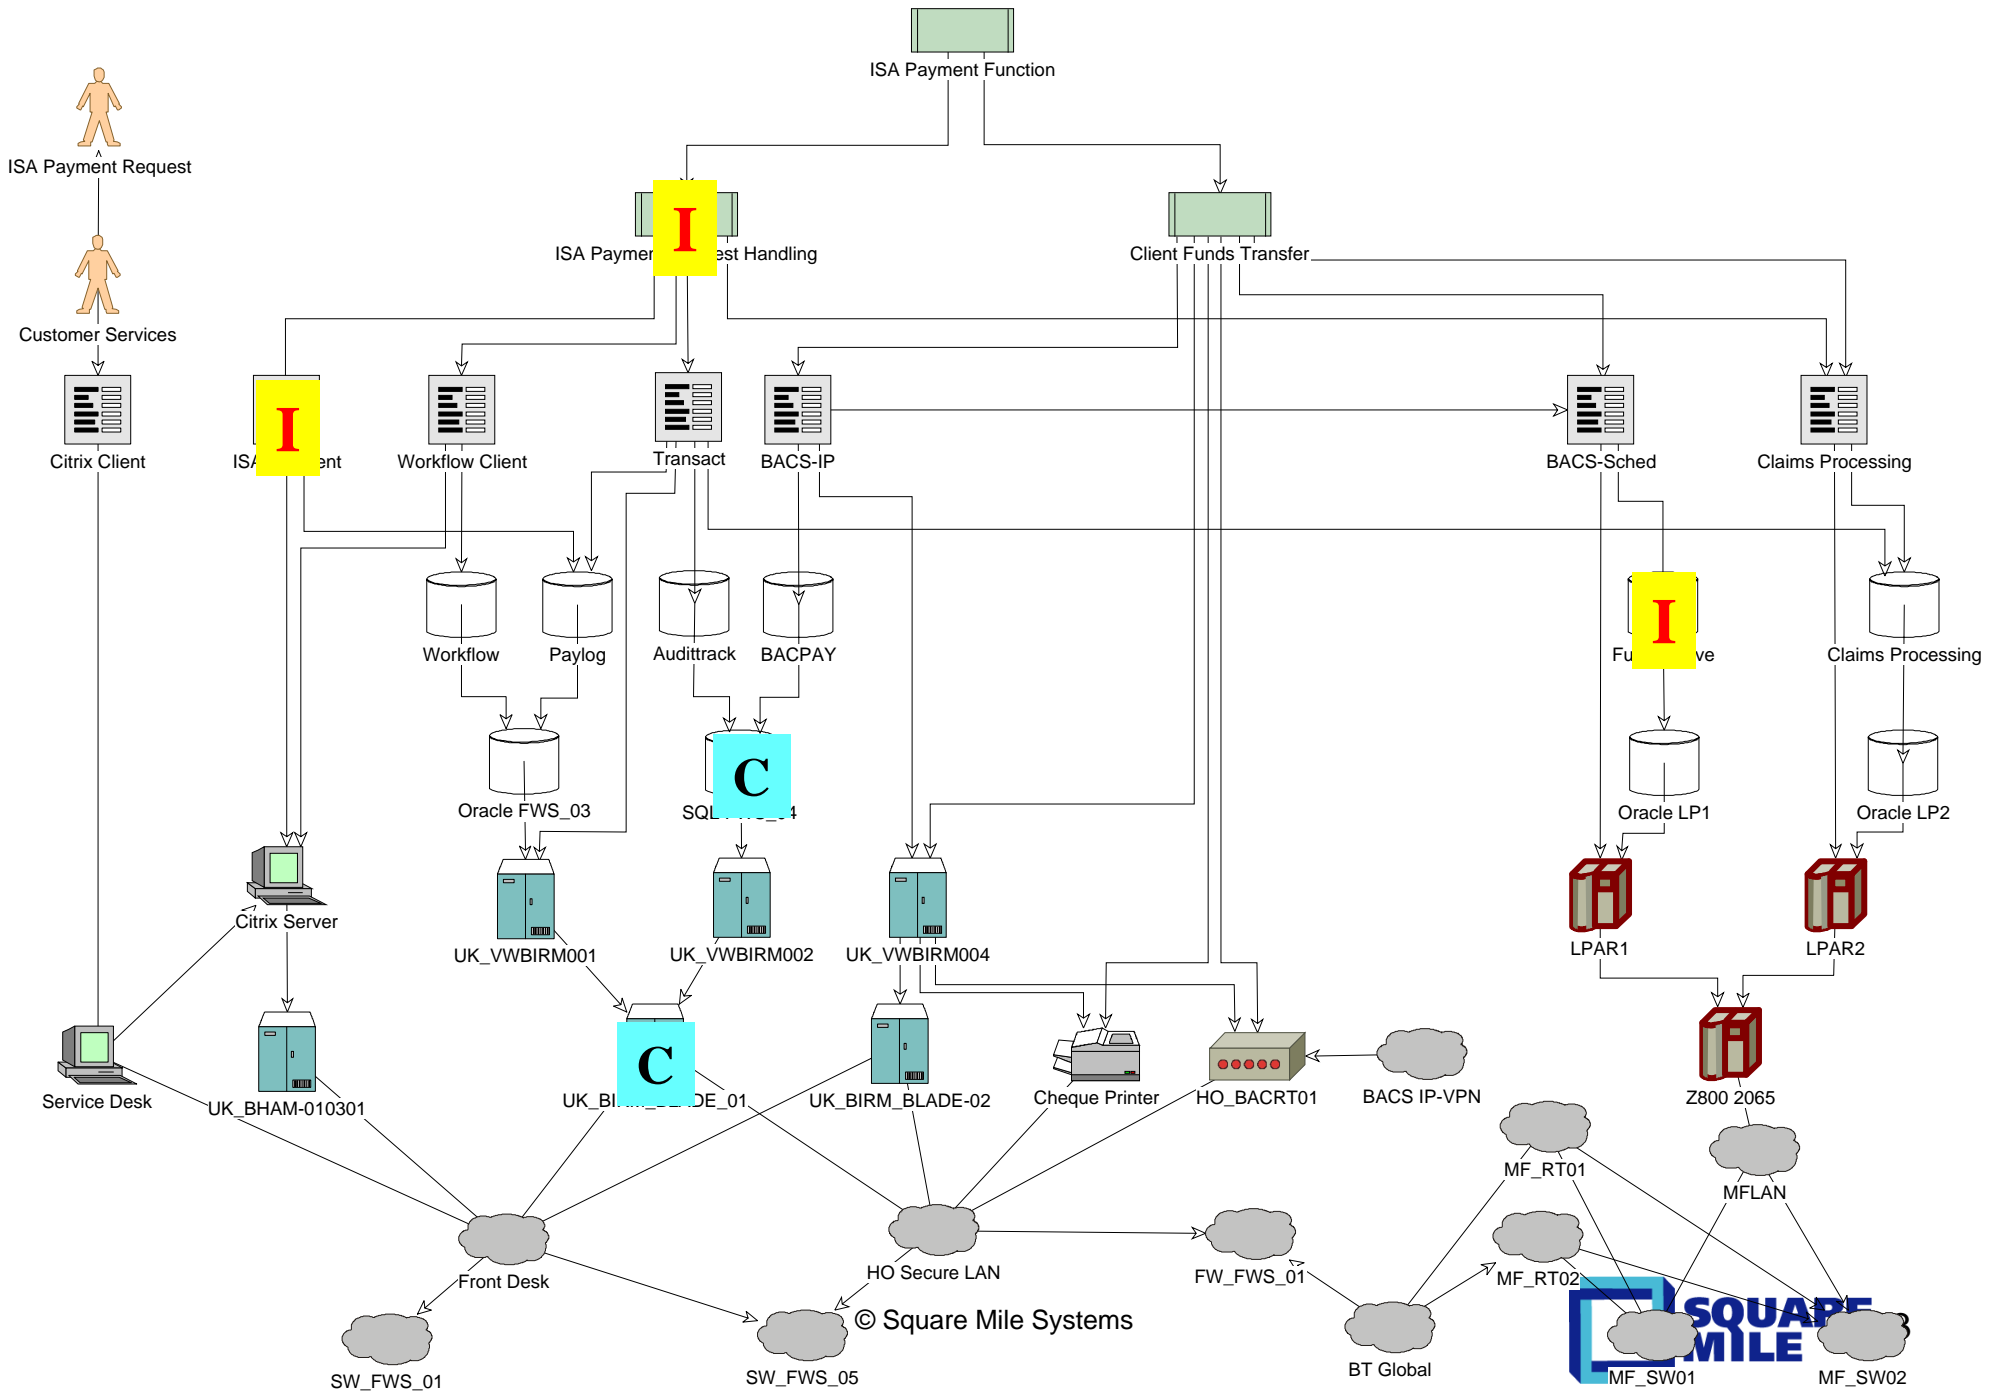 ISA Payment Function
ISA Payment Request
I
ISA Payme est Handling
Client Funds Transfer
Customer Services
I
Citrix Client
ISA ent
Workflow Client
Transact
BACS-IP
BACS-Sched
Claims Processing
I
Workflow
Paylog
Audittrack
BACPAY
Fu ve
Claims Processing
C
Oracle FWS_03
SQL
Oracle LP1
Oracle LP2
Citrix Server
UK_VWBIRM001
UK_VWBIRM002
UK_VWBIRM004
LPAR1
LPAR2
C
Service Desk
UK_BHAM-010301
UK_BIRM_BLADE_01
UK_BIRM_BLADE-02
Cheque Printer
HO_BACRT01
BACS IP-VPN
Z800 2065
MF_RT01
MFLAN
Front Desk
HO Secure LAN
FW_FWS_01
MF_RT02
© Square Mile Systems
SQUARE
MILE
SW_FWS_01
SW_FWS_05
BT Global
MF_SW01
MF_SW02